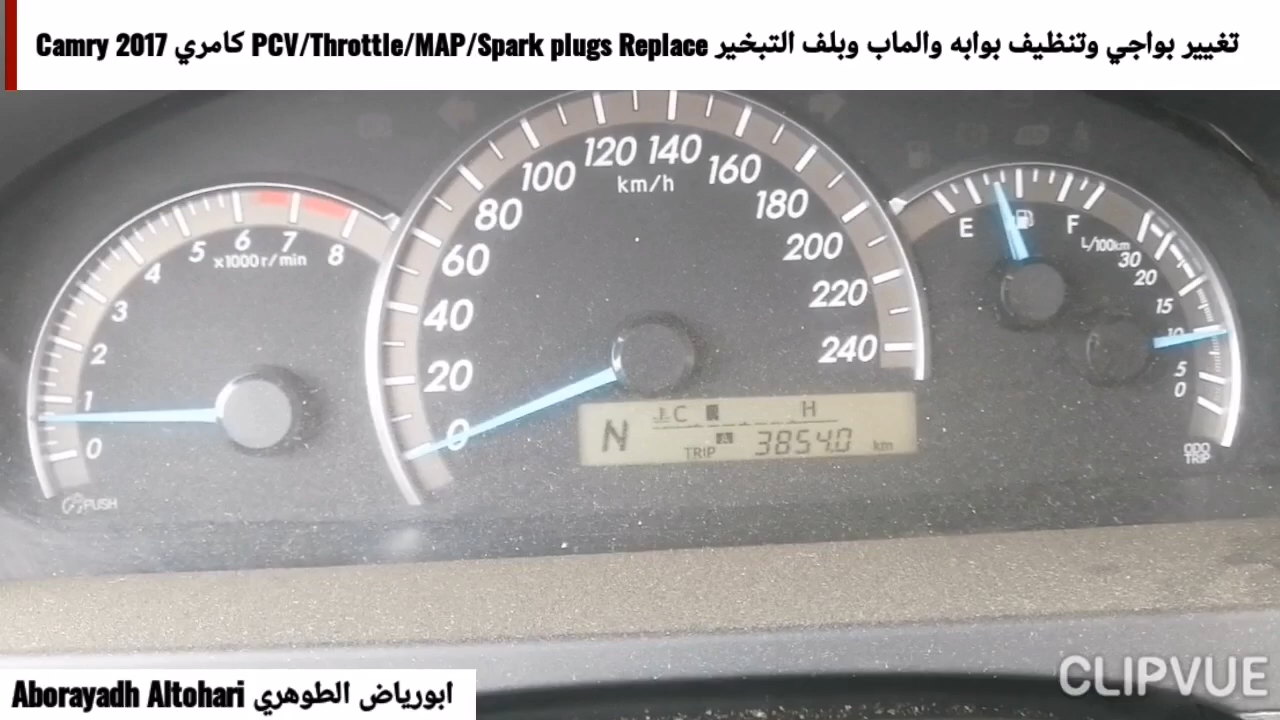 تغيير بواجي وتنظيف بوابه والماب وبلف التبخير PCV/Throttle/MAP/Spark plugs Replace كامري Camry 2017
120 140
100 160
km/h
80 180
5 6 7 8
x1000r/min
4 60 200
E F
L/100km
30
20
3 40 220
15
10
2 20 240
5
1 0
0
0
N C H
TRIP A 3854.0 km
ODO
TRIP
PUSH
CLIPVUE
Aborayadh Altohari ابورياض الطوهري